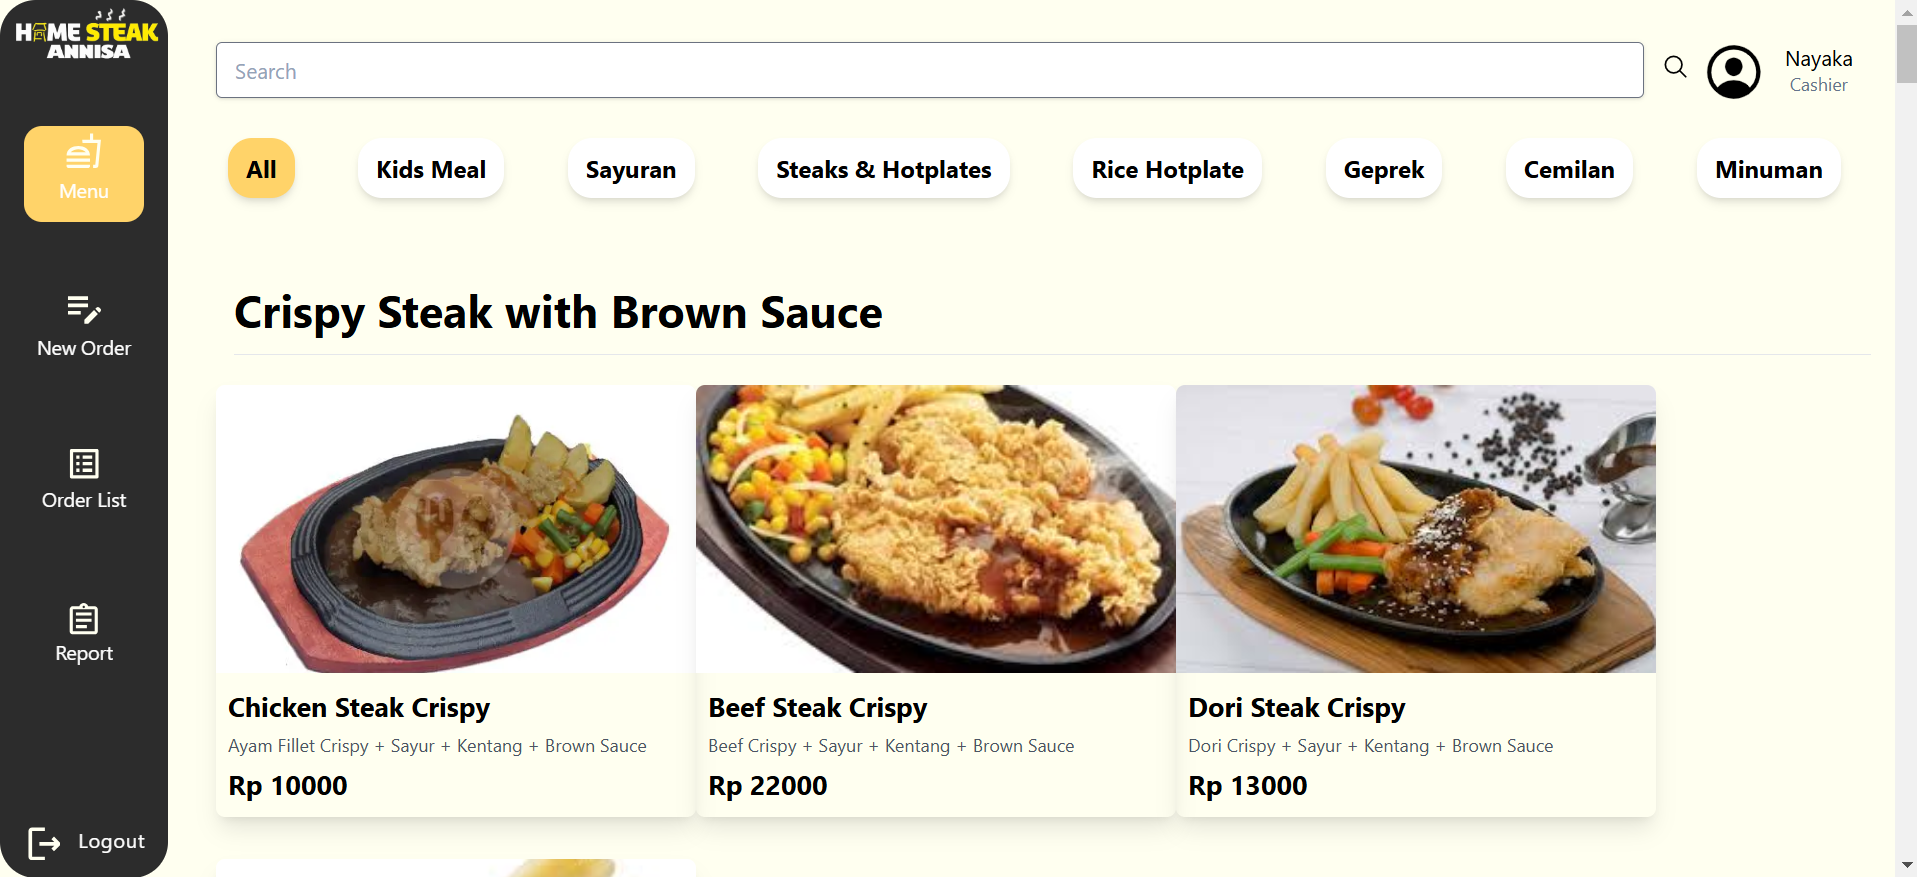 HOME STEAK
ANNISA
Menu
New Order
Order List
Report
Logout
Search
Nayaka
Cashier
All
Kids Meal
Sayuran
Steaks & Hotplates
Rice Hotplate
Geprek
Cemilan
Minuman
Crispy Steak with Brown Sauce
Chicken Steak Crispy
Ayam Fillet Crispy + Sayur + Kentang + Brown Sauce
Rp 10000
Beef Steak Crispy
Beef Crispy + Sayur + Kentang + Brown Sauce
Rp 22000
Dori Steak Crispy
Dori Crispy + Sayur + Kentang + Brown Sauce
Rp 13000